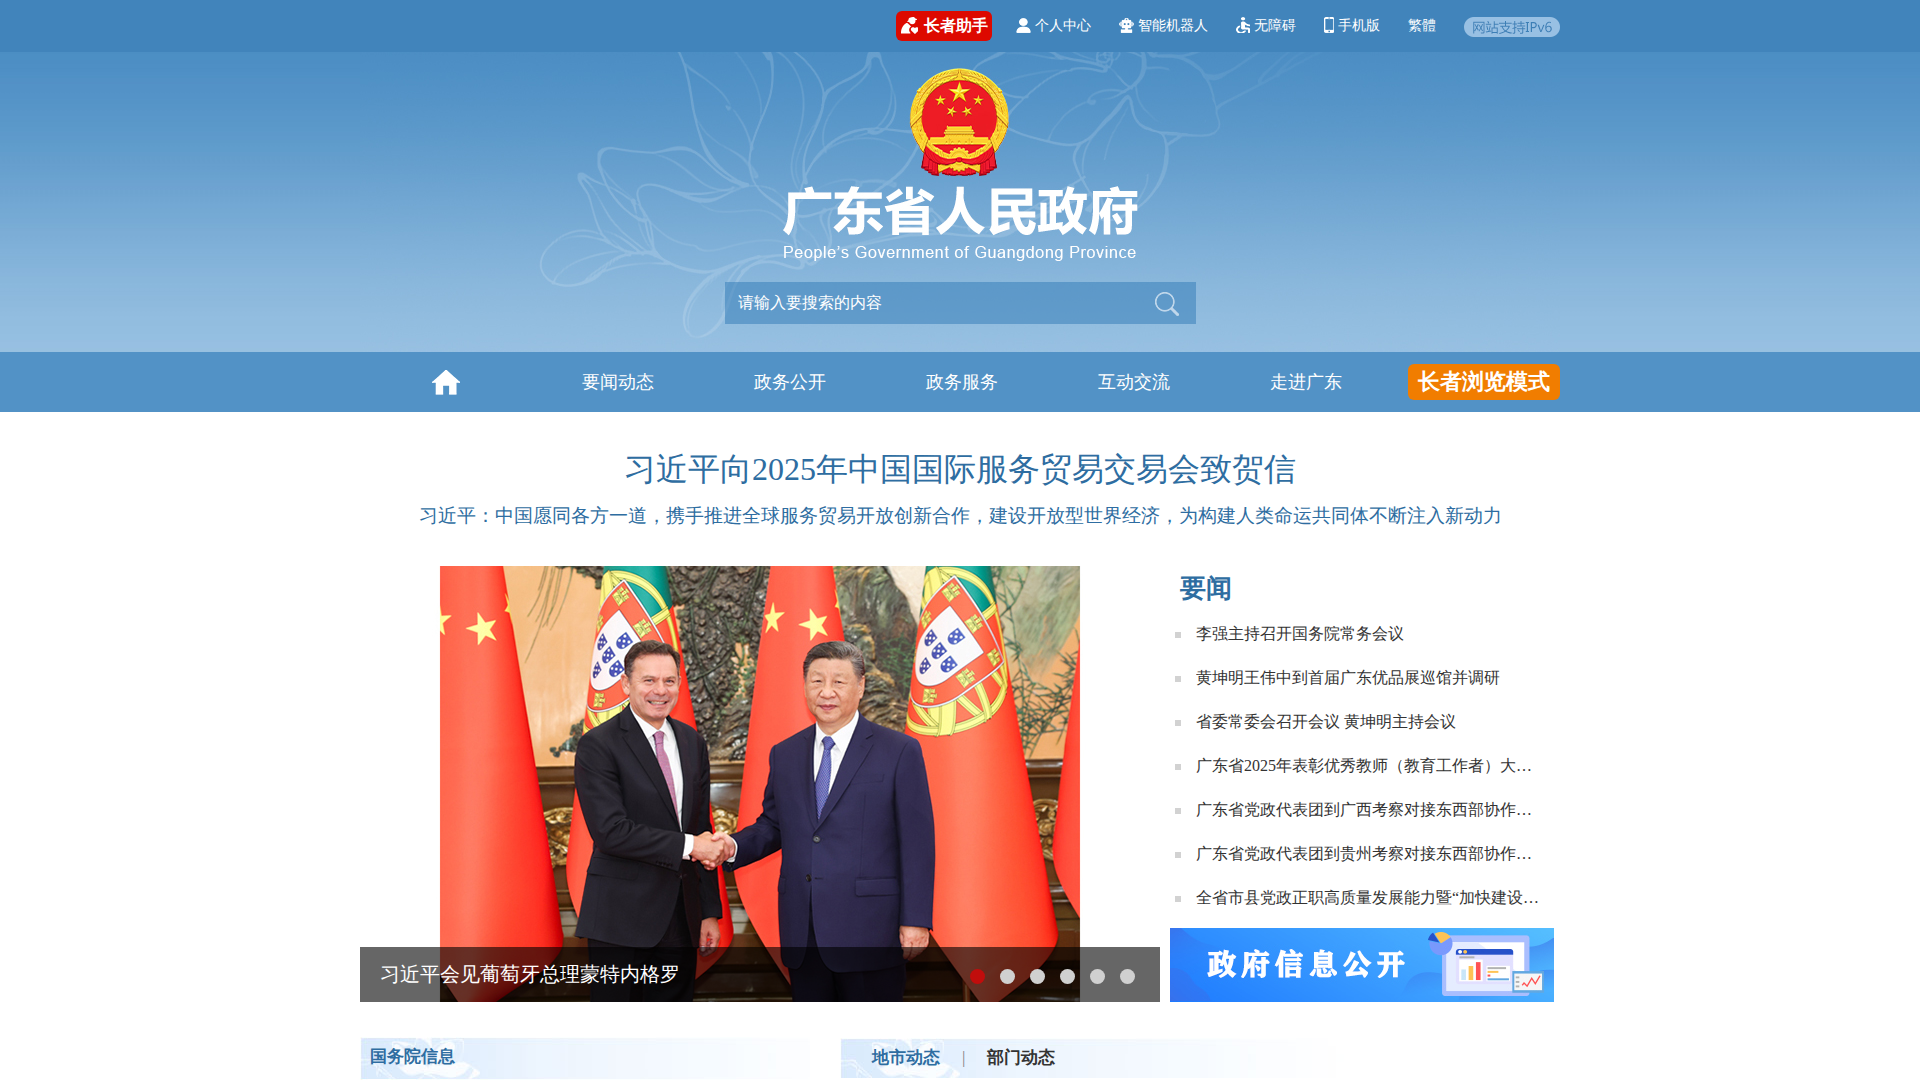 长者助手 个人中心 智能机器人 无障碍 手机版 繁體 网站支持IPv6
广东省人民政府
People's Government of Guangdong Province
请输入要搜索的内容
要闻动态 政务公开 政务服务 互动交流 走进广东 长者浏览模式
习近平向2025年中国国际服务贸易交易会致贺信
习近平：中国愿同各方一道，携手推进全球服务贸易开放创新合作，建设开放型世界经济，为构建人类命运共同体不断注入新动力
习近平会见葡萄牙总理蒙特内格罗
要闻
李强主持召开国务院常务会议
黄坤明王伟中到首届广东优品展巡馆并调研
省委常委会召开会议 黄坤明主持会议
广东省2025年表彰优秀教师（教育工作者）大…
广东省党政代表团到广西考察对接东西部协作…
广东省党政代表团到贵州考察对接东西部协作…
全省市县党政正职高质量发展能力暨“加快建设…
政府信息公开
国务院信息
地市动态 | 部门动态